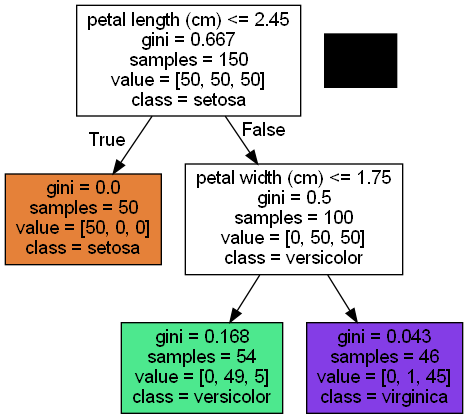 petal length (cm) <= 2.45
gini = 0.667
samples = 150
value = [50, 50, 50]
class = setosa
True
False
gini = 0.0
samples = 50
value = [50, 0, 0]
class = setosa
petal width (cm) <= 1.75
gini = 0.5
samples = 100
value = [0, 50, 50]
class = versicolor
gini = 0.168
samples = 54
value = [0, 49, 5]
class = versicolor
gini = 0.043
samples = 46
value = [0, 1, 45]
class = virginica